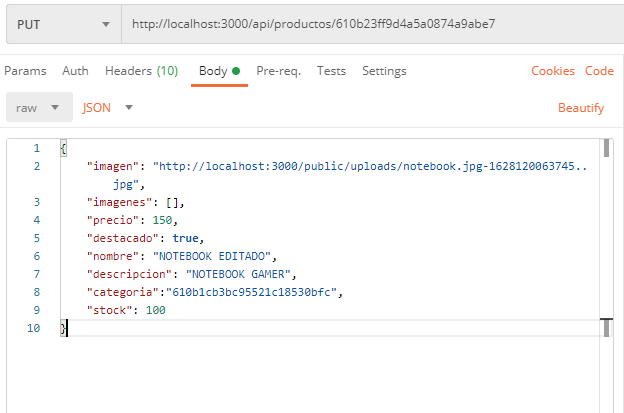 PUT http://localhost:3000/api/productos/610b23ff9d4a5a0874a9abe7
Params Auth Headers (10) Body Pre-req. Tests Settings Cookies Code
raw JSON Beautify
1 {
2 "imagen": "http://localhost:3000/public/uploads/notebook.jpg-1628120063745..
jpg",
3 "imagenes": [],
4 "precio": 150,
5 "destacado": true,
6 "nombre": "NOTEBOOK EDITADO",
7 "descripcion": "NOTEBOOK GAMER",
8 "categoria":"610b1cb3bc95521c18530bfc",
9 "stock": 100
10 }